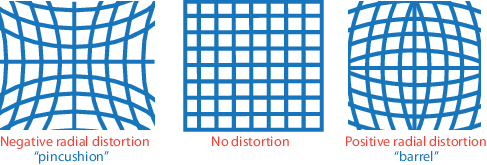 Negative radial distortion
“pincushion”
No distortion
Positive radial distortion
“barrel”